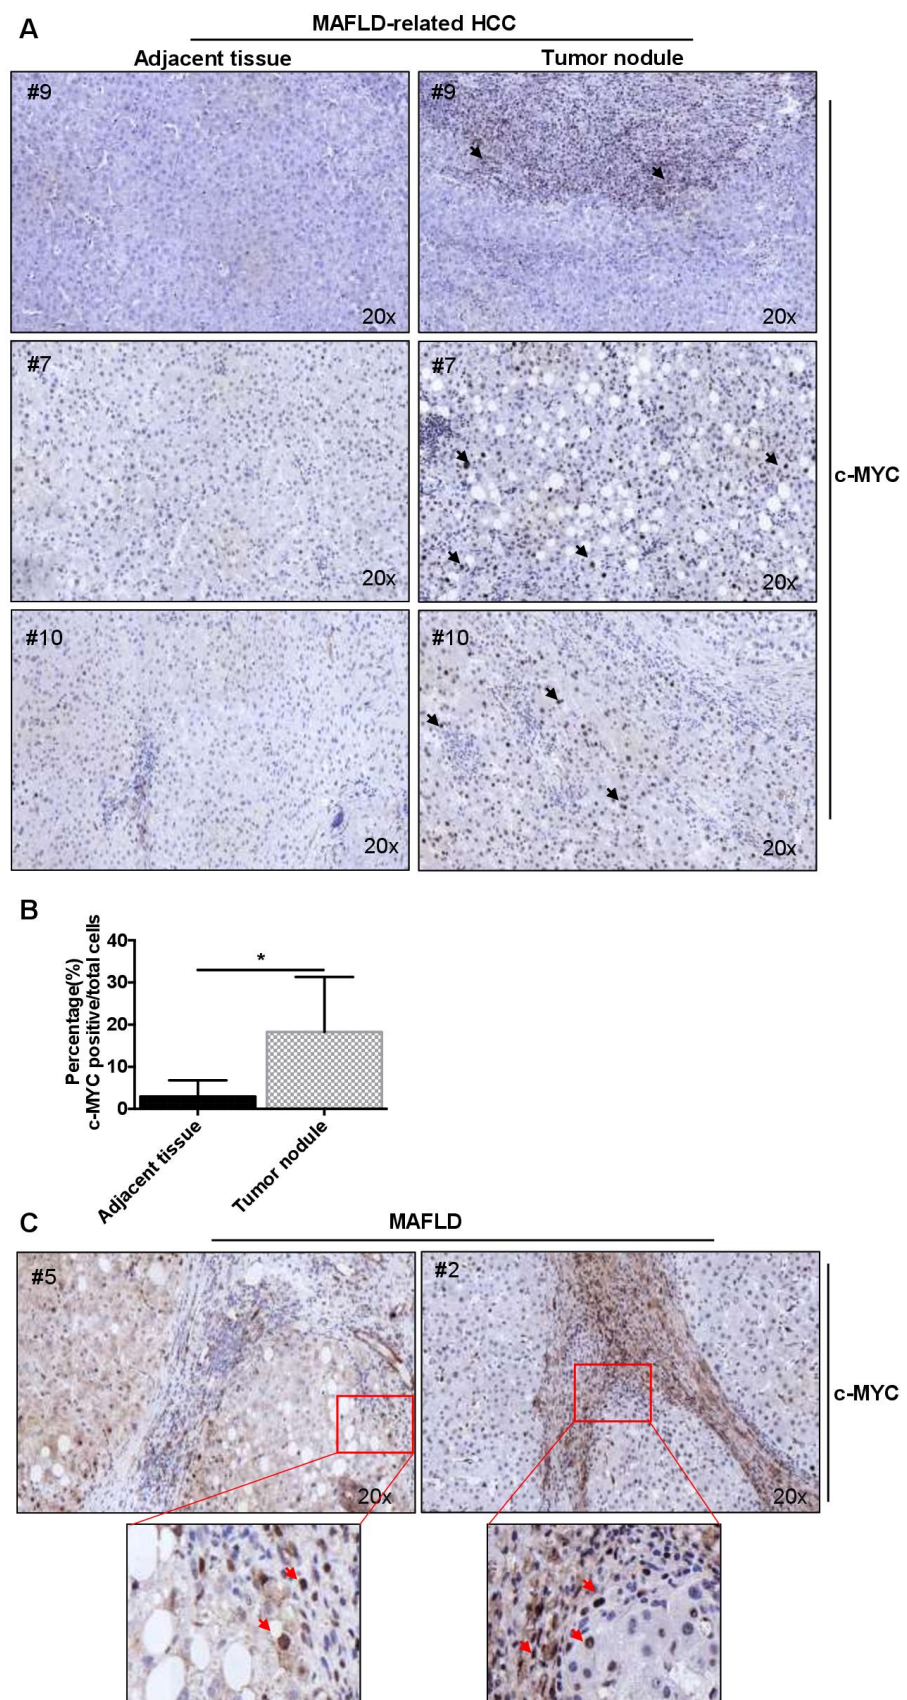 A
MAFLD-related HCC
Adjacent tissue
Tumor nodule
#9
20x
#9
20x
#7
20x
#7
20x
#10
20x
#10
20x
c-MYC
B
Percentage(%)
c-MYC positive/total cells
40
30
20
10
0
*
Adjacent tissue
Tumor nodule
C
MAFLD
#5
20x
#2
20x
c-MYC